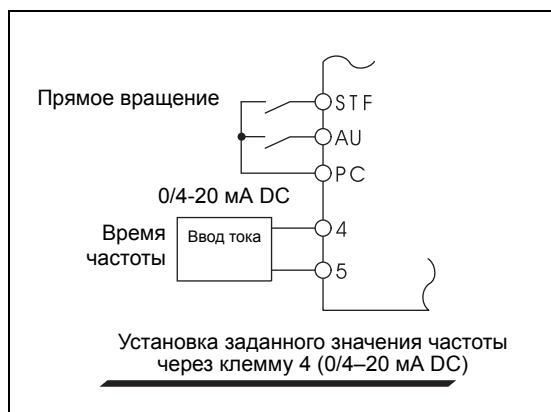 Прямое вращение
STF
AU
PC
0/4-20 мА DC
Время
частоты
Ввод тока
4
5
Установка заданного значения частоты
через клемму 4 (0/4–20 мА DC)